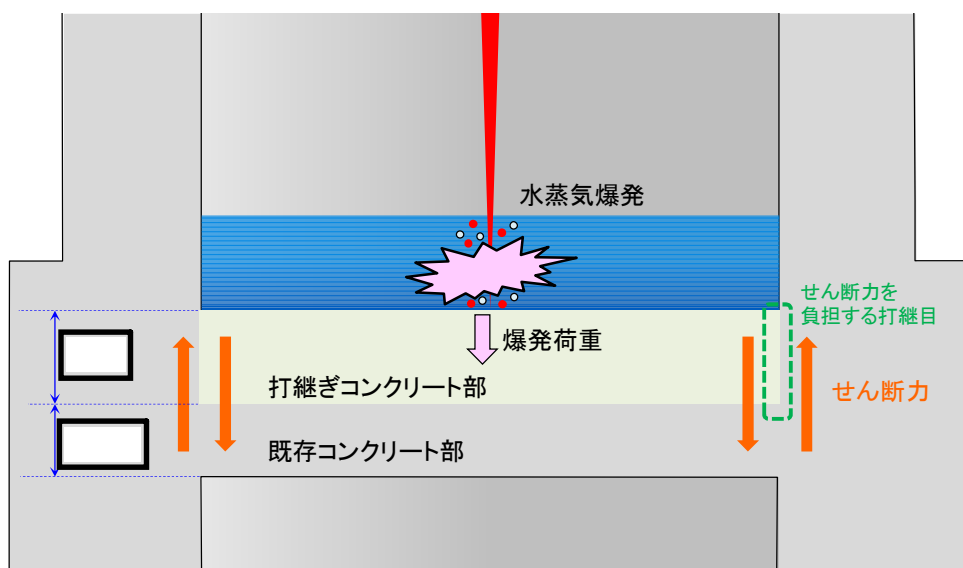 水蒸気爆発
せん断力を
負担する打継目
爆発荷重
打継ぎコンクリート部
せん断力
既存コンクリート部